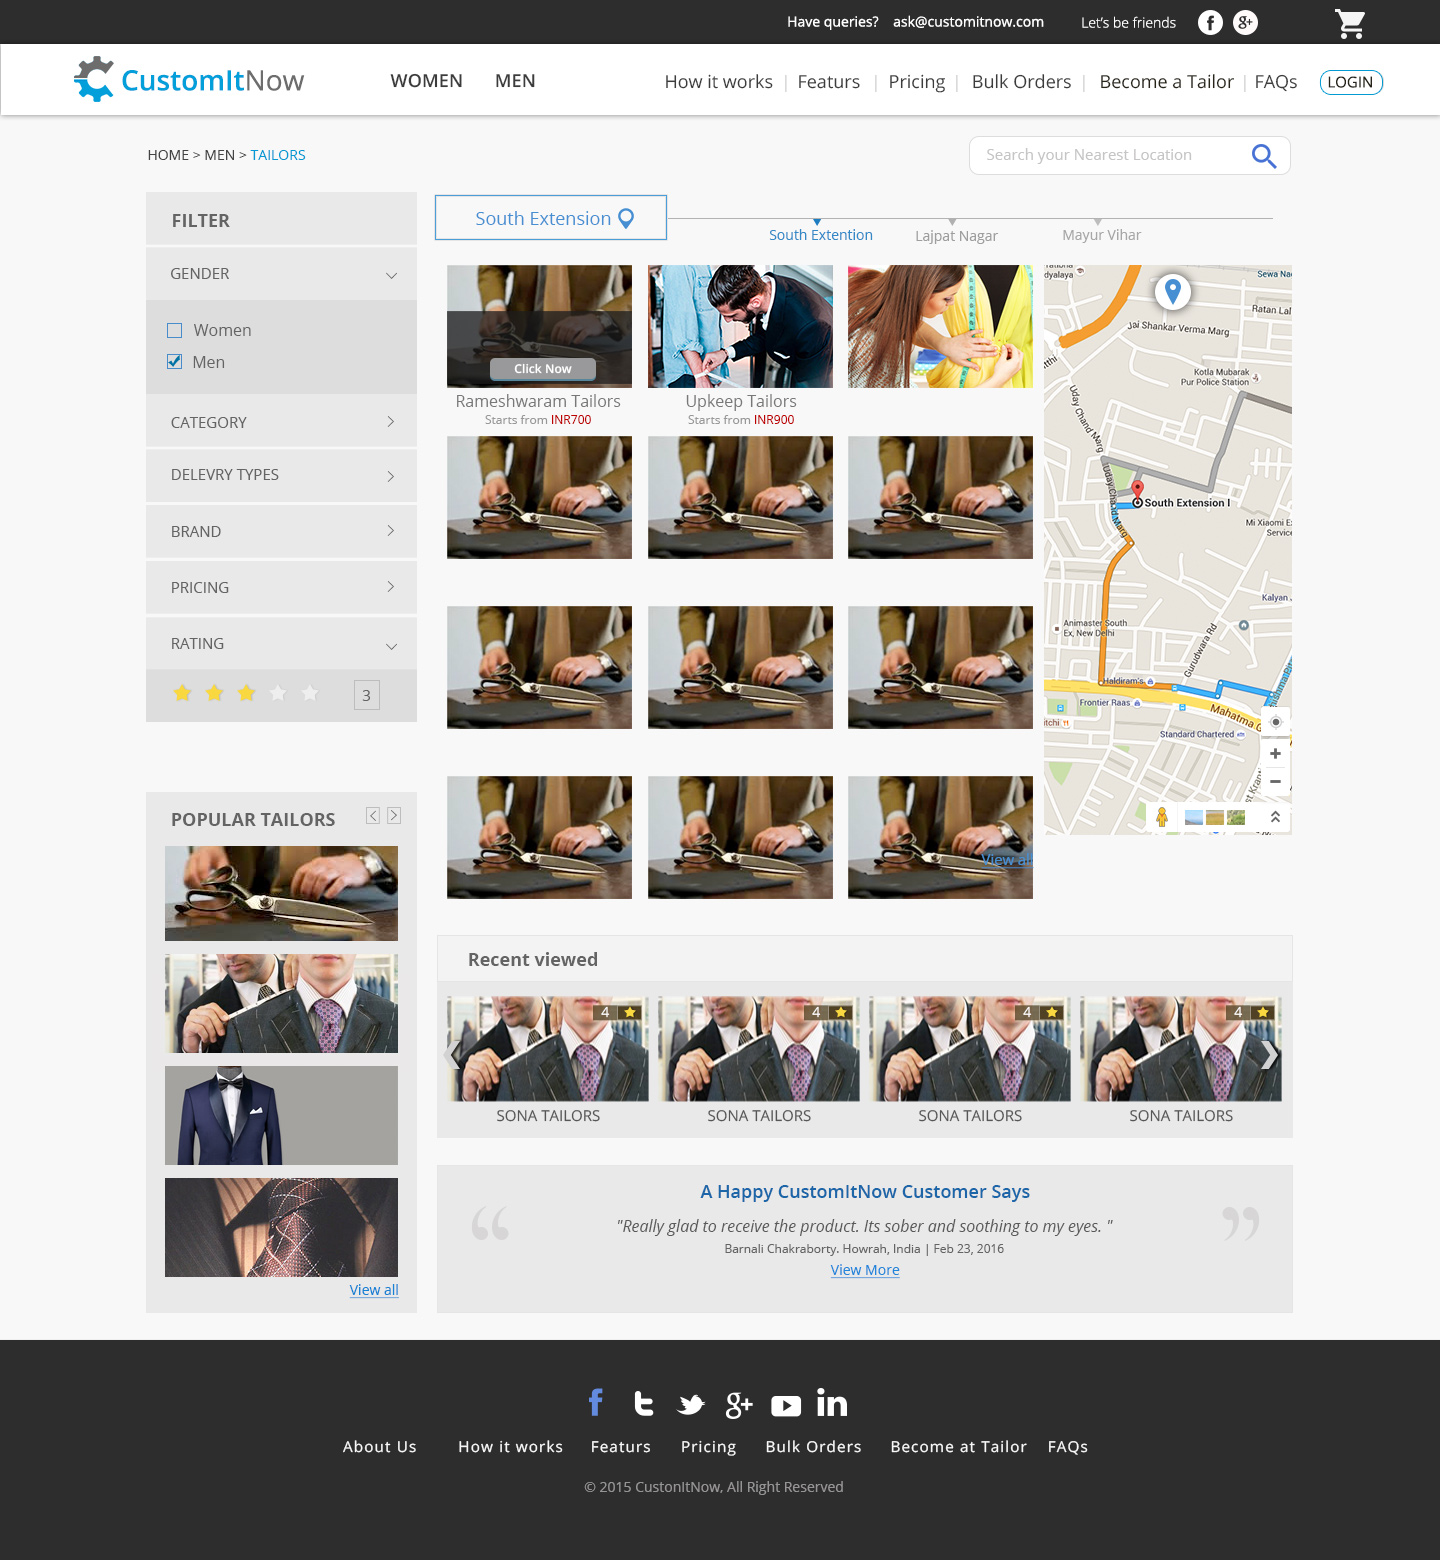 Have queries? ask@customitnow.com Let's be friends
CustomItNow WOMEN MEN How it works | Featurs | Pricing | Bulk Orders | Become a Tailor | FAQs LOGIN
HOME > MEN > TAILORS
Search your Nearest Location
FILTER
GENDER
Women
Men
CATEGORY
DELEVRY TYPES
BRAND
PRICING
RATING
3
POPULAR TAILORS
View all
South Extension
South Extention
Lajpat Nagar
Mayur Vihar
Click Now
Rameshwaram Tailors
Starts from INR700
Upkeep Tailors
Starts from INR900
View all
dyalaya
Sewa Na
Ratan Lal
Jai Shankar Verma Marg
Kotla Mubarak
Pur Police Station
Uday Chand Marg
Uday Chand Marg
South Extension I
Mi Xiaomi E
Service
Kalyan J
Animaster South
Ex, New Delhi
Gurudwara Rd
Haldiram's
Frontier Raas
Mahatma G
itchi
Standard Chartered
Recent viewed
4
4
4
4
SONA TAILORS
SONA TAILORS
SONA TAILORS
SONA TAILORS
A Happy CustomItNow Customer Says
"Really glad to receive the product. Its sober and soothing to my eyes. "
Barnali Chakraborty. Howrah, India | Feb 23, 2016
View More
About Us How it works Featurs Pricing Bulk Orders Become at Tailor FAQs
© 2015 CustonItNow, All Right Reserved